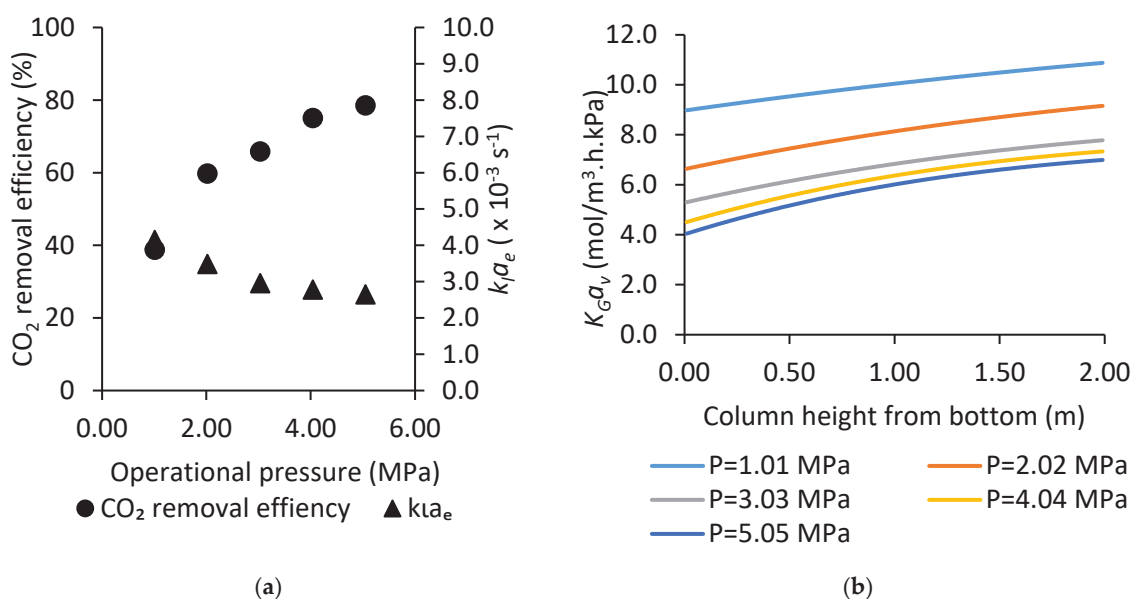 CO₂ removal efficiency (%)
100
80
60
40
20
0
10.0
9.0
8.0
7.0
6.0
5.0
4.0
3.0
2.0
1.0
0.0
kₗaₑ ( x 10⁻³ s⁻¹)
0.00 2.00 4.00 6.00
Operational pressure (MPa)
CO₂ removal effiency kιaₑ
(a)
K_G a_v (mol/m³.h.kPa)
12.0
10.0
8.0
6.0
4.0
2.0
0.0
0.00 0.50 1.00 1.50 2.00
Column height from bottom (m)
P=1.01 MPa P=2.02 MPa
P=3.03 MPa P=4.04 MPa
P=5.05 MPa
(b)